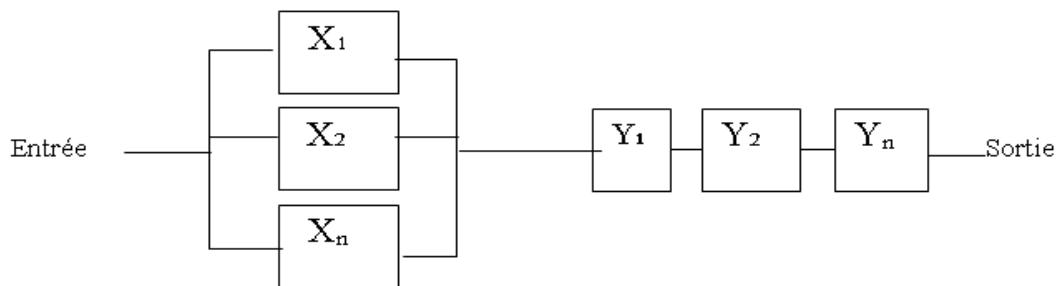 X₁
X₂
Entrée
Y₁ Y₂ Yₙ
Sortie
Xₙ